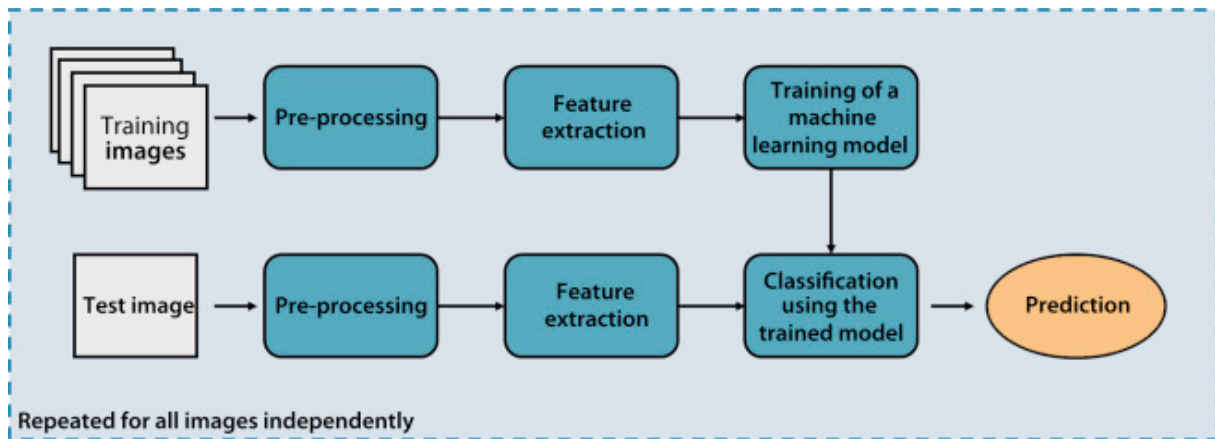 Training
images
Pre-processing
Feature
extraction
Training of a
machine
learning model
Test image
Pre-processing
Feature
extraction
Classification
using the
trained model
Prediction
Repeated for all images independently